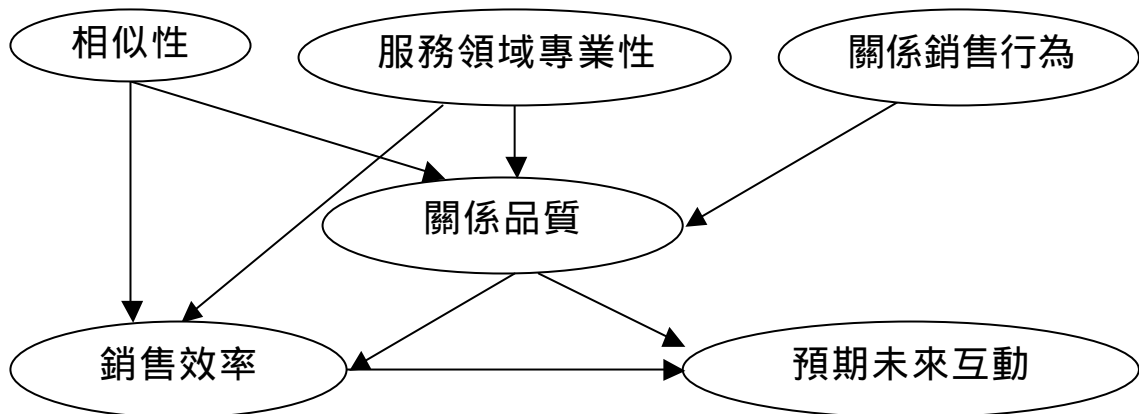 相似性
服務領域專業性
關係銷售行為
關係品質
銷售效率
預期未來互動